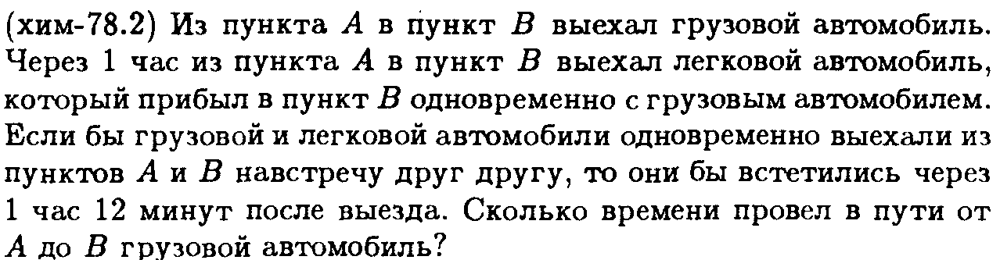 (хим-78.2) Из пункта A в пункт B выехал грузовой автомобиль.
Через 1 час из пункта A в пункт B выехал легковой автомобиль,
который прибыл в пункт B одновременно с грузовым автомобилем.
Если бы грузовой и легковой автомобили одновременно выехали из
пунктов A и B навстречу друг другу, то они бы встетились через
1 час 12 минут после выезда. Сколько времени провел в пути от
A до B грузовой автомобиль?